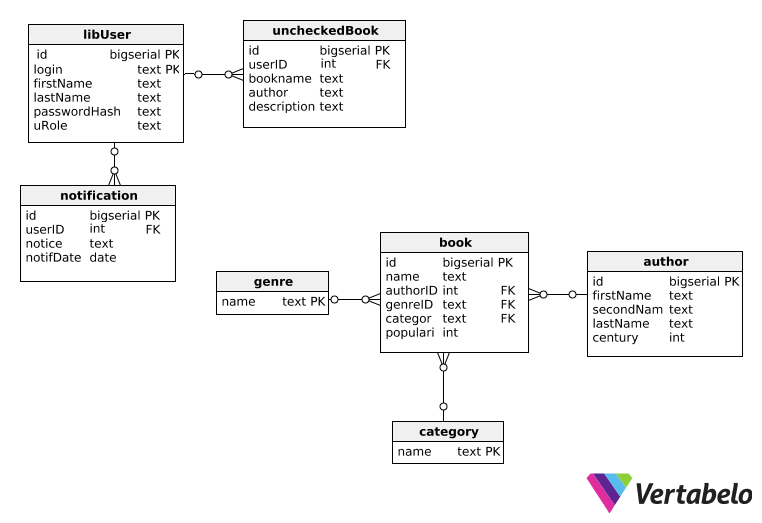 libUser
id bigserial PK
login text PK
firstName text
lastName text
passwordHash text
uRole text
uncheckedBook
id bigserial PK
userID int FK
bookname text
author text
description text
notification
id bigserial PK
userID int FK
notice text
notifDate date
genre
name text PK
book
id bigserial PK
name text
authorID int FK
genreID text FK
categor text FK
populari int
author
id bigserial PK
firstName text
secondNam text
lastName text
century int
category
name text PK
Vertabelo